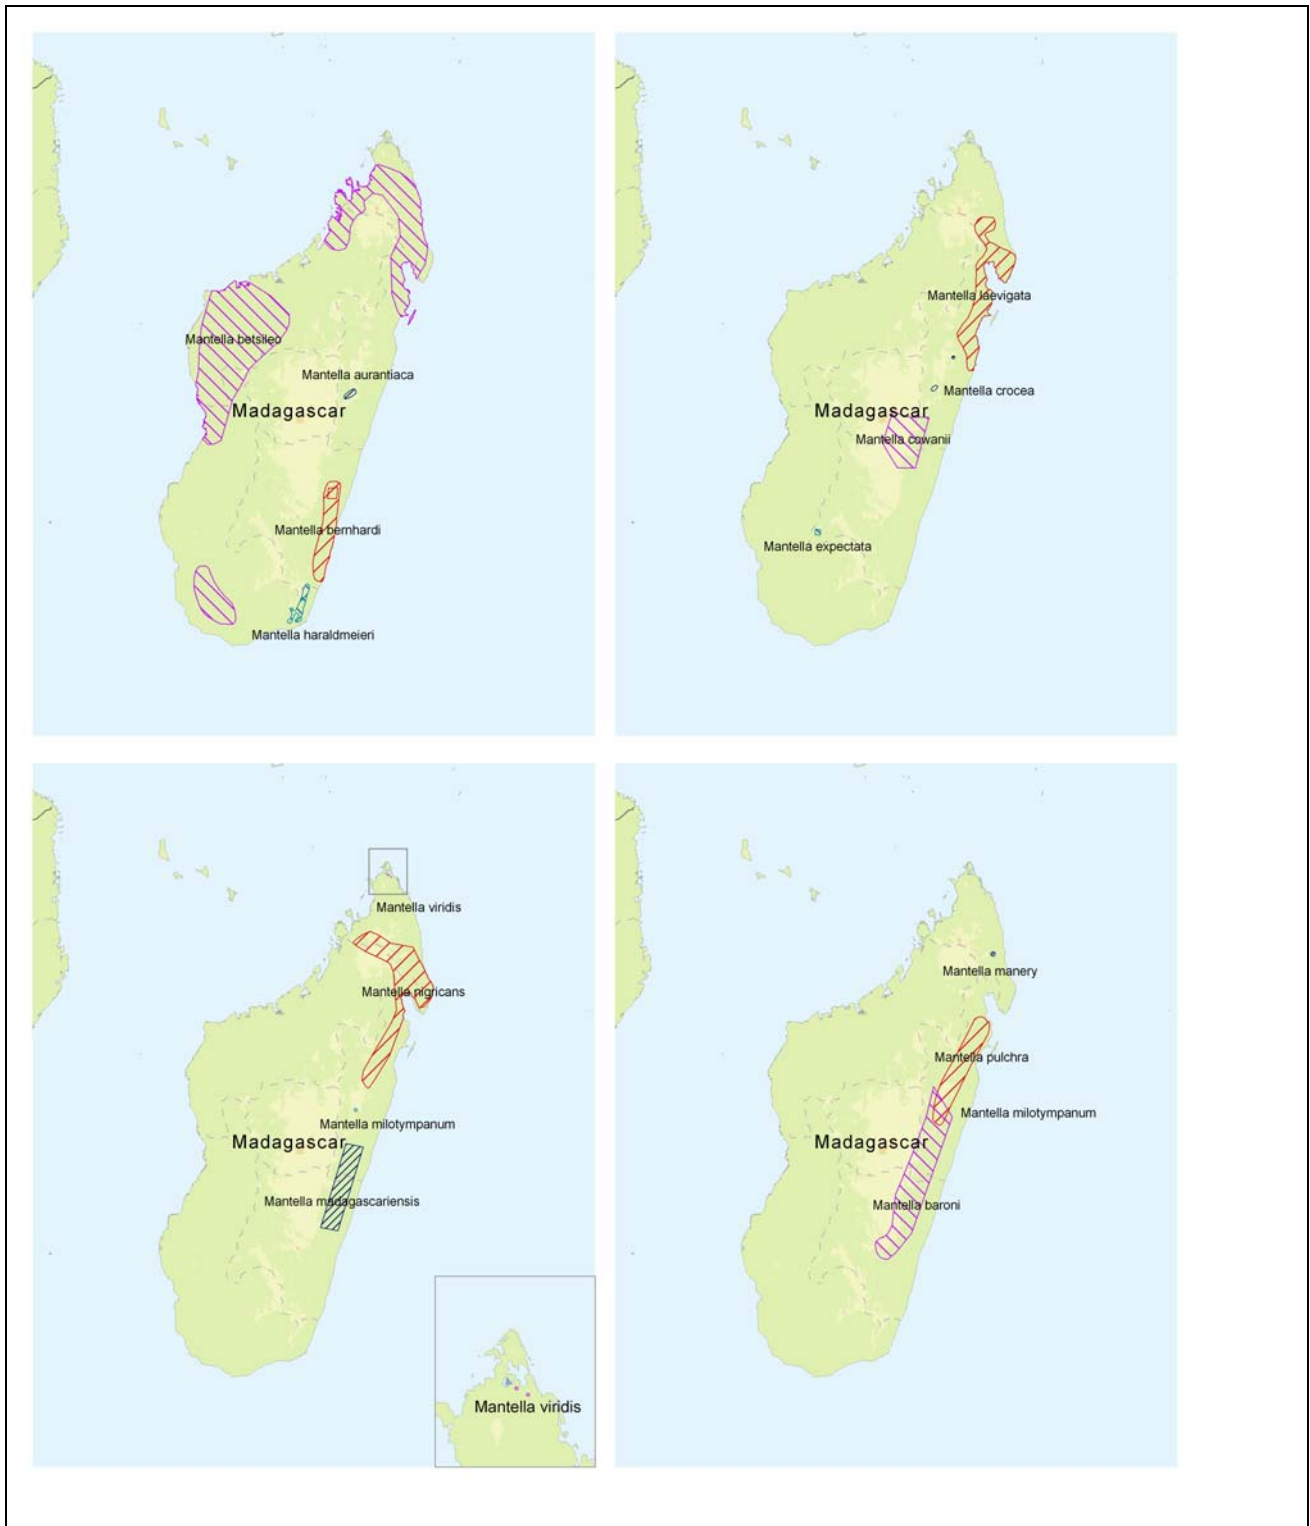 Mantella betsileo
Mantella aurantiaca
Madagascar
Mantella bernhardi
Mantella haraldmeieri
Mantella laevigata
Mantella crocea
Madagascar
Mantella cowanii
Mantella expectata
Mantella viridis
Mantella nigricans
Mantella milotympanum
Madagascar
Mantella madagascariensis
Mantella viridis
Mantella manery
Mantella pulchra
Mantella milotympanum
Madagascar
Mantella baroni